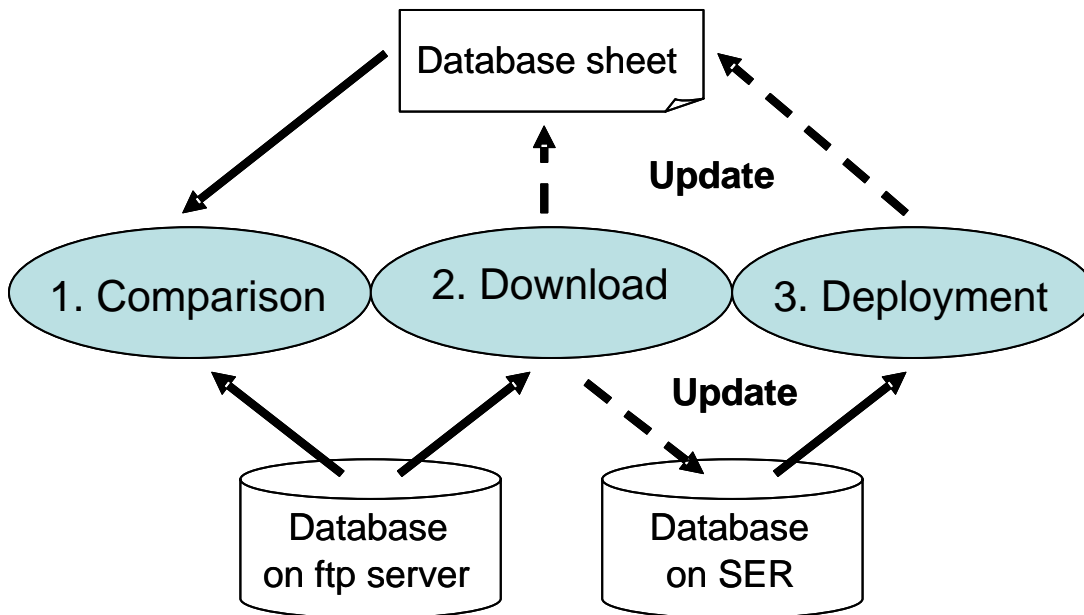 Database sheet
Update
1. Comparison
2. Download
3. Deployment
Update
Database
on ftp server
Database
on SER